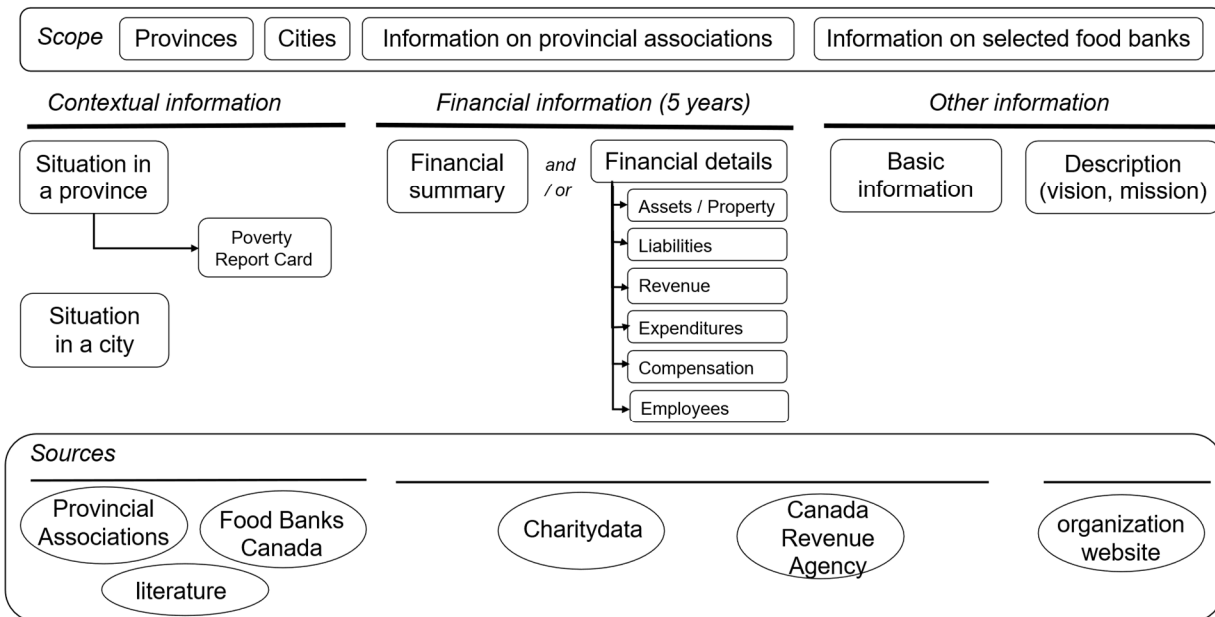 Scope
Provinces
Cities
Information on provincial associations
Information on selected food banks
Contextual information
Situation in
a province
Poverty
Report Card
Situation
in a city
Financial information (5 years)
Financial
summary
and
/ or
Financial details
Assets / Property
Liabilities
Revenue
Expenditures
Compensation
Employees
Other information
Basic
information
Description
(vision, mission)
Sources
Provincial
Associations
Food Banks
Canada
literature
Charitydata
Canada
Revenue
Agency
organization
website